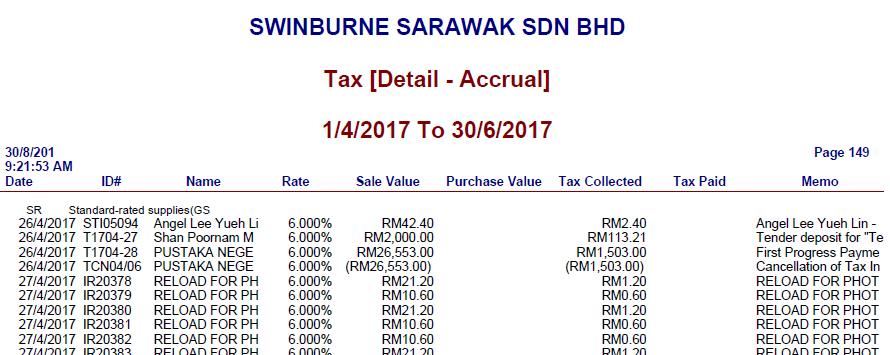 SWINBURNE SARAWAK SDN BHD
Tax [Detail - Accrual]
1/4/2017 To 30/6/2017
30/8/201 Page 149
9:21:53 AM
Date ID# Name Rate Sale Value Purchase Value Tax Collected Tax Paid Memo
SR Standard-rated supplies(GS
26/4/2017 STI05094 Angel Lee Yueh Li 6.000% RM42.40 RM2.40 Angel Lee Yueh Lin -
26/4/2017 T1704-27 Shan Poornam M 6.000% RM2,000.00 RM113.21 Tender deposit for "Te
26/4/2017 T1704-28 PUSTAKA NEGE 6.000% RM26,553.00 RM1,503.00 First Progress Payme
26/4/2017 TCN04/06 PUSTAKA NEGE 6.000% (RM26,553.00) (RM1,503.00) Cancellation of Tax In
27/4/2017 IR20378 RELOAD FOR PH 6.000% RM21.20 RM1.20 RELOAD FOR PHOT
27/4/2017 IR20379 RELOAD FOR PH 6.000% RM10.60 RM0.60 RELOAD FOR PHOT
27/4/2017 IR20380 RELOAD FOR PH 6.000% RM21.20 RM1.20 RELOAD FOR PHOT
27/4/2017 IR20381 RELOAD FOR PH 6.000% RM10.60 RM0.60 RELOAD FOR PHOT
27/4/2017 IR20382 RELOAD FOR PH 6.000% RM10.60 RM0.60 RELOAD FOR PHOT
27/4/2017 IR20383 RELOAD FOR PH 6.000% RM21.20 RM1.20 RELOAD FOR PHOT